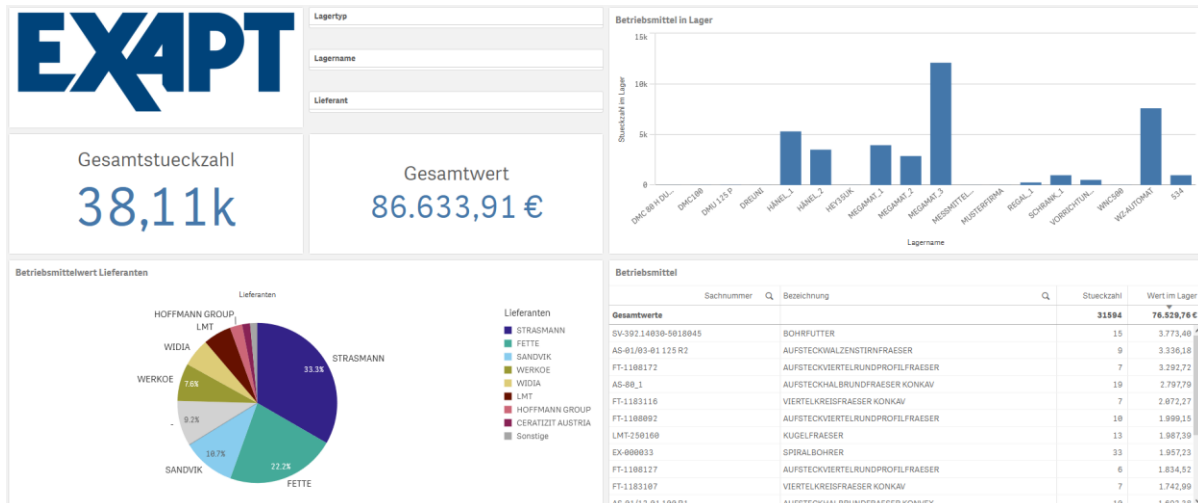 EXAPT
Lagertyp
Lagername
Lieferant
Gesamtstueckzahl
38,11k
Gesamtwert
86.633,91 €
Betriebsmittel in Lager
Stueckzahl im Lager
15k
10k
5k
0
DMC 80 H DU...
DMC100
DMU 125 P
DREUNI
HÄNEL_1
HÄNEL_2
HEY35UK
MEGAMAT_1
MEGAMAT_2
MEGAMAT_3
MESSMITTEL...
MUSTERFIRMA
REGAL_1
SCHRANK_1
VORRICHTUN...
WNC500
WZ-AUTOMAT
534
Lagername
Betriebsmittelwert Lieferanten
Lieferanten
HOFFMANN GROUP
LMT
WIDIA
WERKOE
-
SANDVIK
FETTE
STRASMANN
33.3%
22.2%
10.7%
9.2%
7.6%
Lieferanten
STRASMANN
FETTE
SANDVIK
WERKOE
WIDIA
LMT
HOFFMANN GROUP
CERATIZIT AUSTRIA
Sonstige
Betriebsmittel
Sachnummer Bezeichnung Stueckzahl Wert im Lager
Gesamtwerte 31594 76.529,76 €
SV-392.14030-5018045 BOHRFUTTER 15 3.773,40
AS-01/03-01 125 R2 AUFSTECKWALZENSTIRNFRAESER 9 3.336,18
FT-1108172 AUFSTECKVIERTELRUNDPROFILFRAESER 7 3.292,72
AS-80_1 AUFSTECKHALBRUNDFRAESER KONKAV 19 2.797,79
FT-1183116 VIERTELKREISFRAESER KONKAV 7 2.072,27
FT-1108092 AUFSTECKVIERTELRUNDPROFILFRAESER 10 1.999,15
LMT-250160 KUGELFRAESER 13 1.987,39
EX-000033 SPIRALBOHRER 33 1.957,23
FT-1108127 AUFSTECKVIERTELRUNDPROFILFRAESER 6 1.834,52
FT-1183107 VIERTELKREISFRAESER KONKAV 7 1.742,99